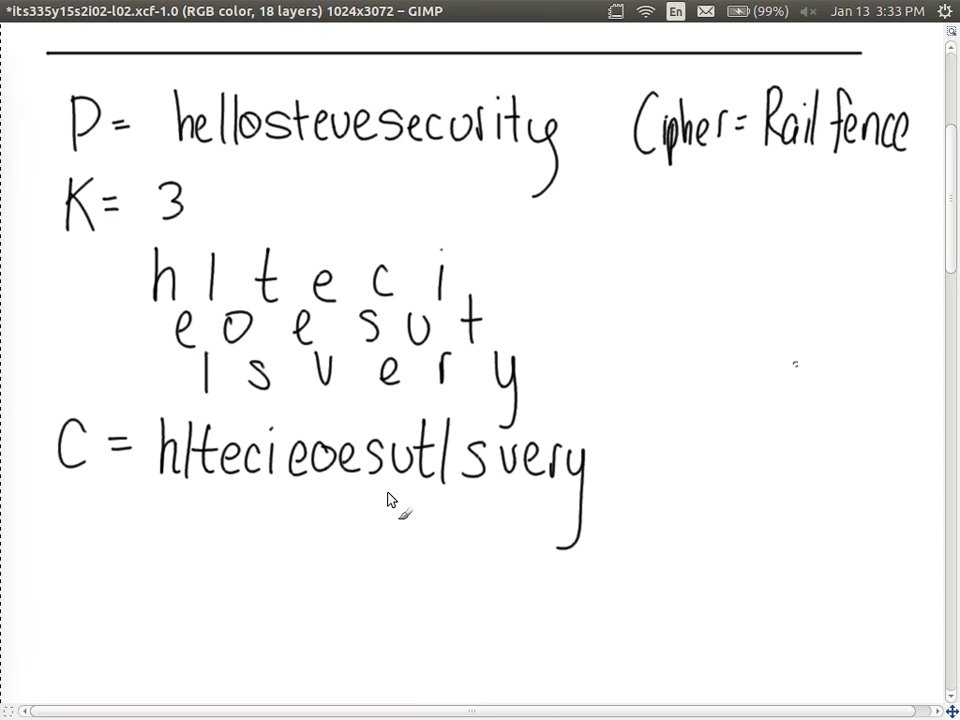 *its335y15s2i02-l02.xcf-1.0 (RGB color, 18 layers) 1024x3072 – GIMP En (99%) Jan 13 3:33 PM
P = hellostevesecurity Cipher = Rail fence
K = 3
h l t e c i
e o e s u t
l s v e r y
C = hltecieoesutlsvery